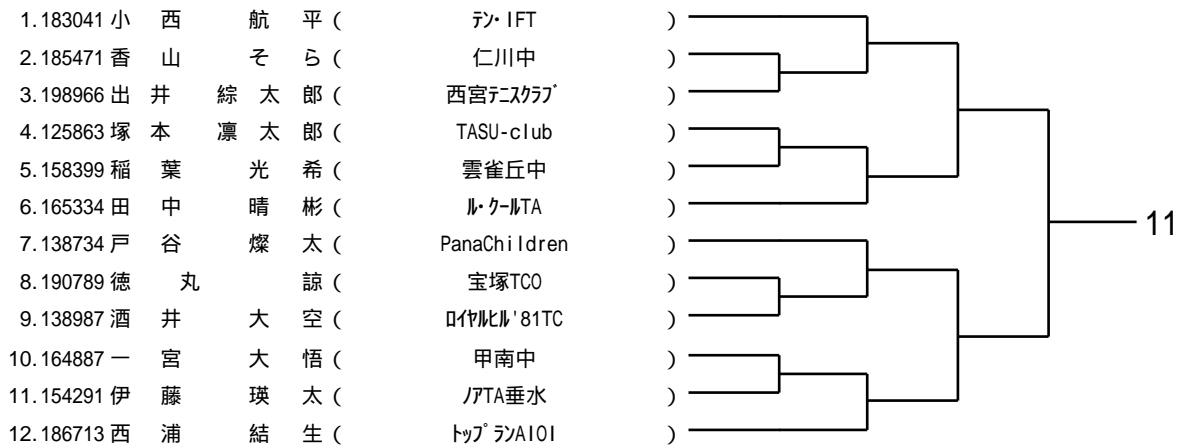 1.183041 小 西 航 平 ( テン・IFT )
2.185471 香 山 そ ら ( 仁川中 )
3.198966 出 井 綜 太 郎 ( 西宮テニスクラブ )
4.125863 塚 本 凛 太 郎 ( TASU-club )
5.158399 稲 葉 光 希 ( 雲雀丘中 )
6.165334 田 中 晴 彬 ( ル・クールTA )
7.138734 戸 谷 燦 太 ( PanaChildren )
8.190789 徳 丸 諒 ( 宝塚TCO )
9.138987 酒 井 大 空 ( ロイヤルヒル'81TC )
10.164887 一 宮 大 悟 ( 甲南中 )
11.154291 伊 藤 瑛 太 ( ノアTA垂水 )
12.186713 西 浦 結 生 ( トップランAIOI )
11